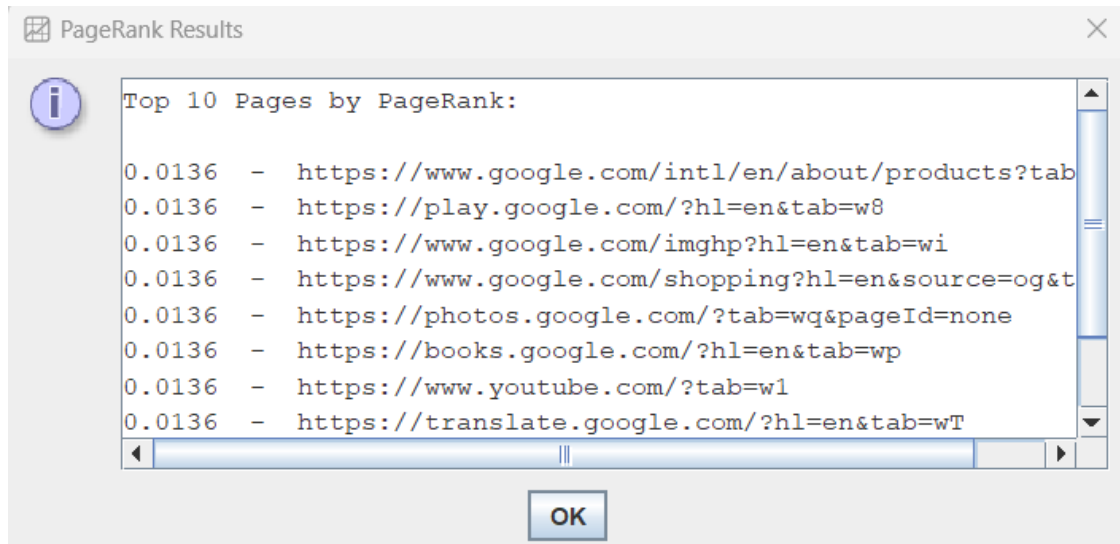 PageRank Results
i
Top 10 Pages by PageRank:
0.0136 - https://www.google.com/intl/en/about/products?tab
0.0136 - https://play.google.com/?hl=en&tab=w8
0.0136 - https://www.google.com/imghp?hl=en&tab=wi
0.0136 - https://www.google.com/shopping?hl=en&source=og&t
0.0136 - https://photos.google.com/?tab=wq&pageId=none
0.0136 - https://books.google.com/?hl=en&tab=wp
0.0136 - https://www.youtube.com/?tab=w1
0.0136 - https://translate.google.com/?hl=en&tab=wT
OK